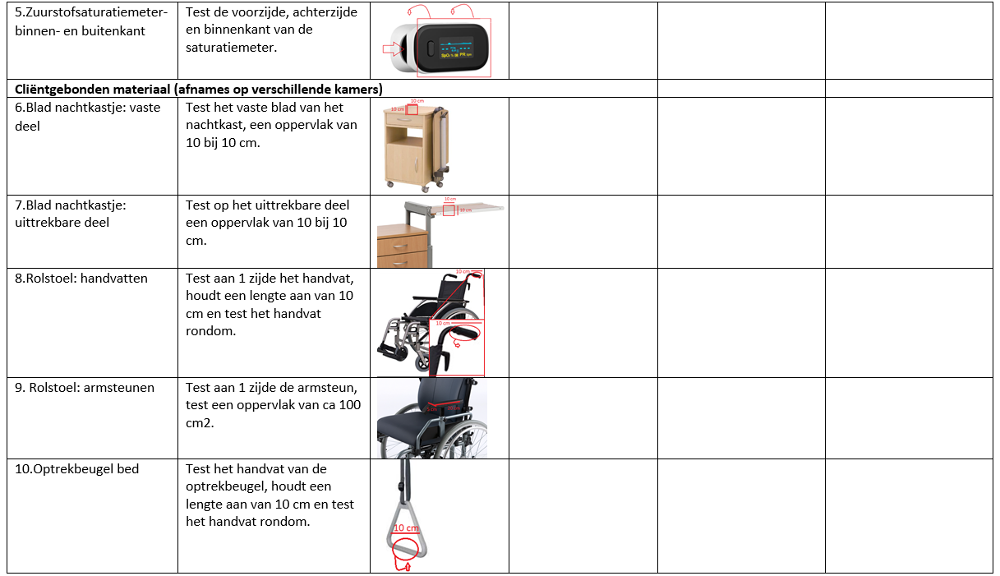 5.Zuurstofsaturatiemeter-
binnen- en buitenkant
Test de voorzijde, achterzijde
en binnenkant van de
saturatiemeter.
SpO₂ %
PR bpm
Cliëntgebonden materiaal (afnames op verschillende kamers)
6.Blad nachtkastje: vaste
deel
Test het vaste blad van het
nachtkast, een oppervlak van
10 bij 10 cm.
10 cm
10 cm
7.Blad nachtkastje:
uittrekbare deel
Test op het uittrekbare deel
een oppervlak van 10 bij 10
cm.
10 cm
10 cm
8.Rolstoel: handvatten
Test aan 1 zijde het handvat,
houdt een lengte aan van 10
cm en test het handvat
rondom.
10 cm
10 cm
9. Rolstoel: armsteunen
Test aan 1 zijde de armsteun,
test een oppervlak van ca 100
cm2.
10.Optrekbeugel bed
Test het handvat van de
optrekbeugel, houdt een
lengte aan van 10 cm en test
het handvat rondom.
10 cm